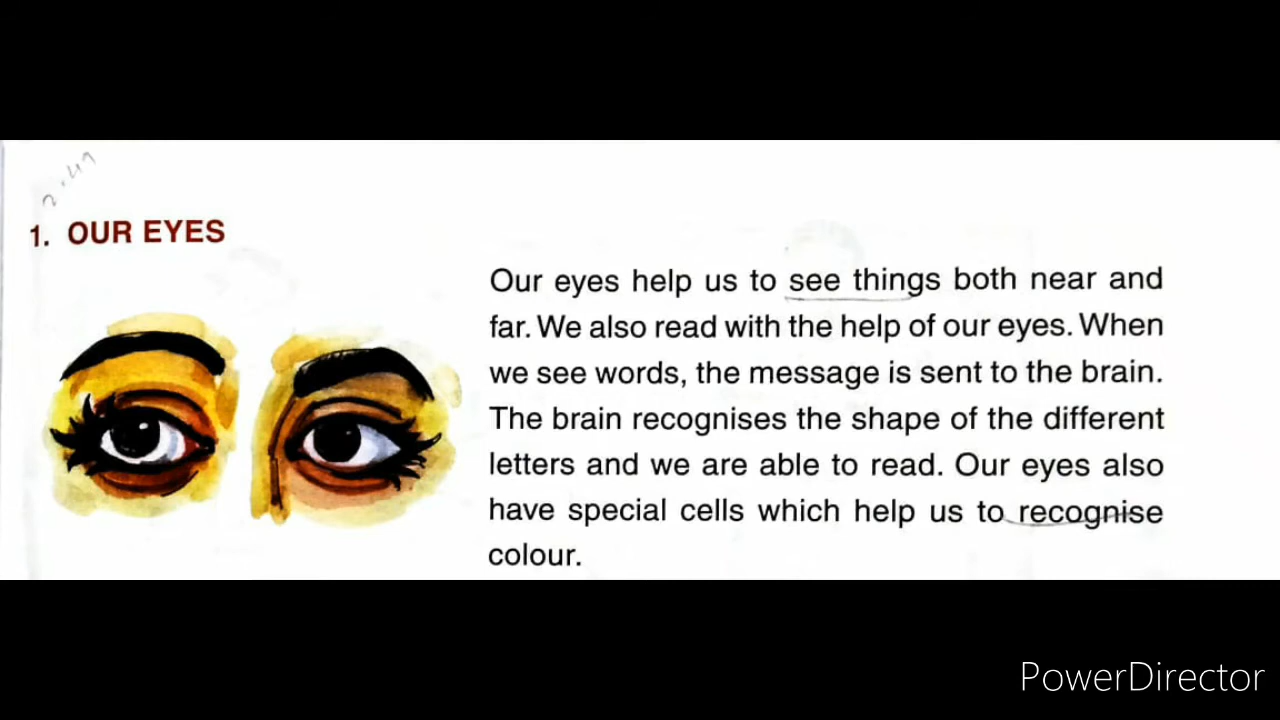 2.49
1. OUR EYES
Our eyes help us to see things both near and
far. We also read with the help of our eyes. When
we see words, the message is sent to the brain.
The brain recognises the shape of the different
letters and we are able to read. Our eyes also
have special cells which help us to recognise
colour.
PowerDirector